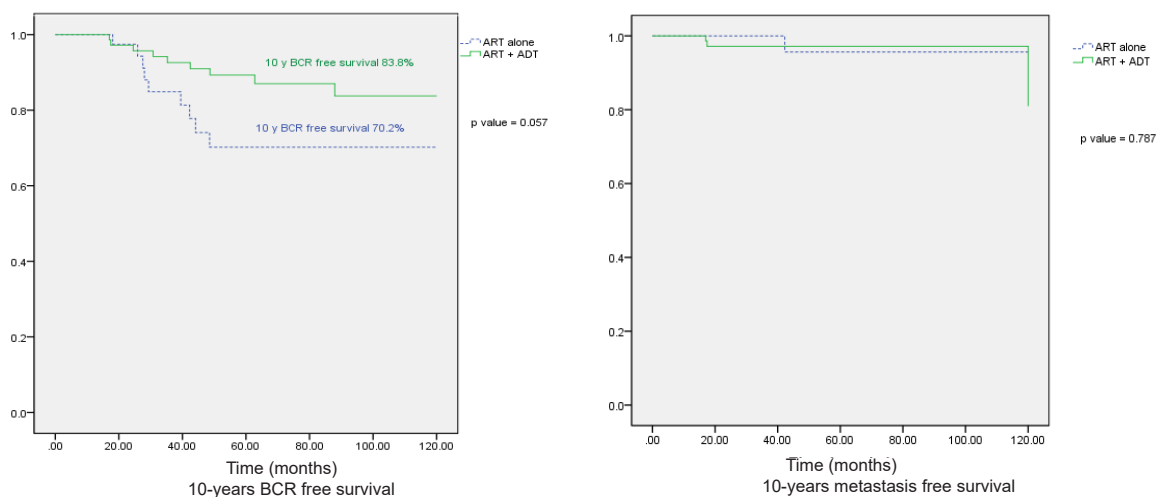 1.0
0.8
0.6
0.4
0.2
0.0
10 y BCR free survival 83.8%
10 y BCR free survival 70.2%
ART alone
ART + ADT
p value = 0.057
.00 20.00 40.00 60.00 80.00 100.00 120.00
Time (months)
10-years BCR free survival
1.0
0.8
0.6
0.4
0.2
0.0
ART alone
ART + ADT
p value = 0.787
.00 20.00 40.00 60.00 80.00 100.00 120.00
Time (months)
10-years metastasis free survival